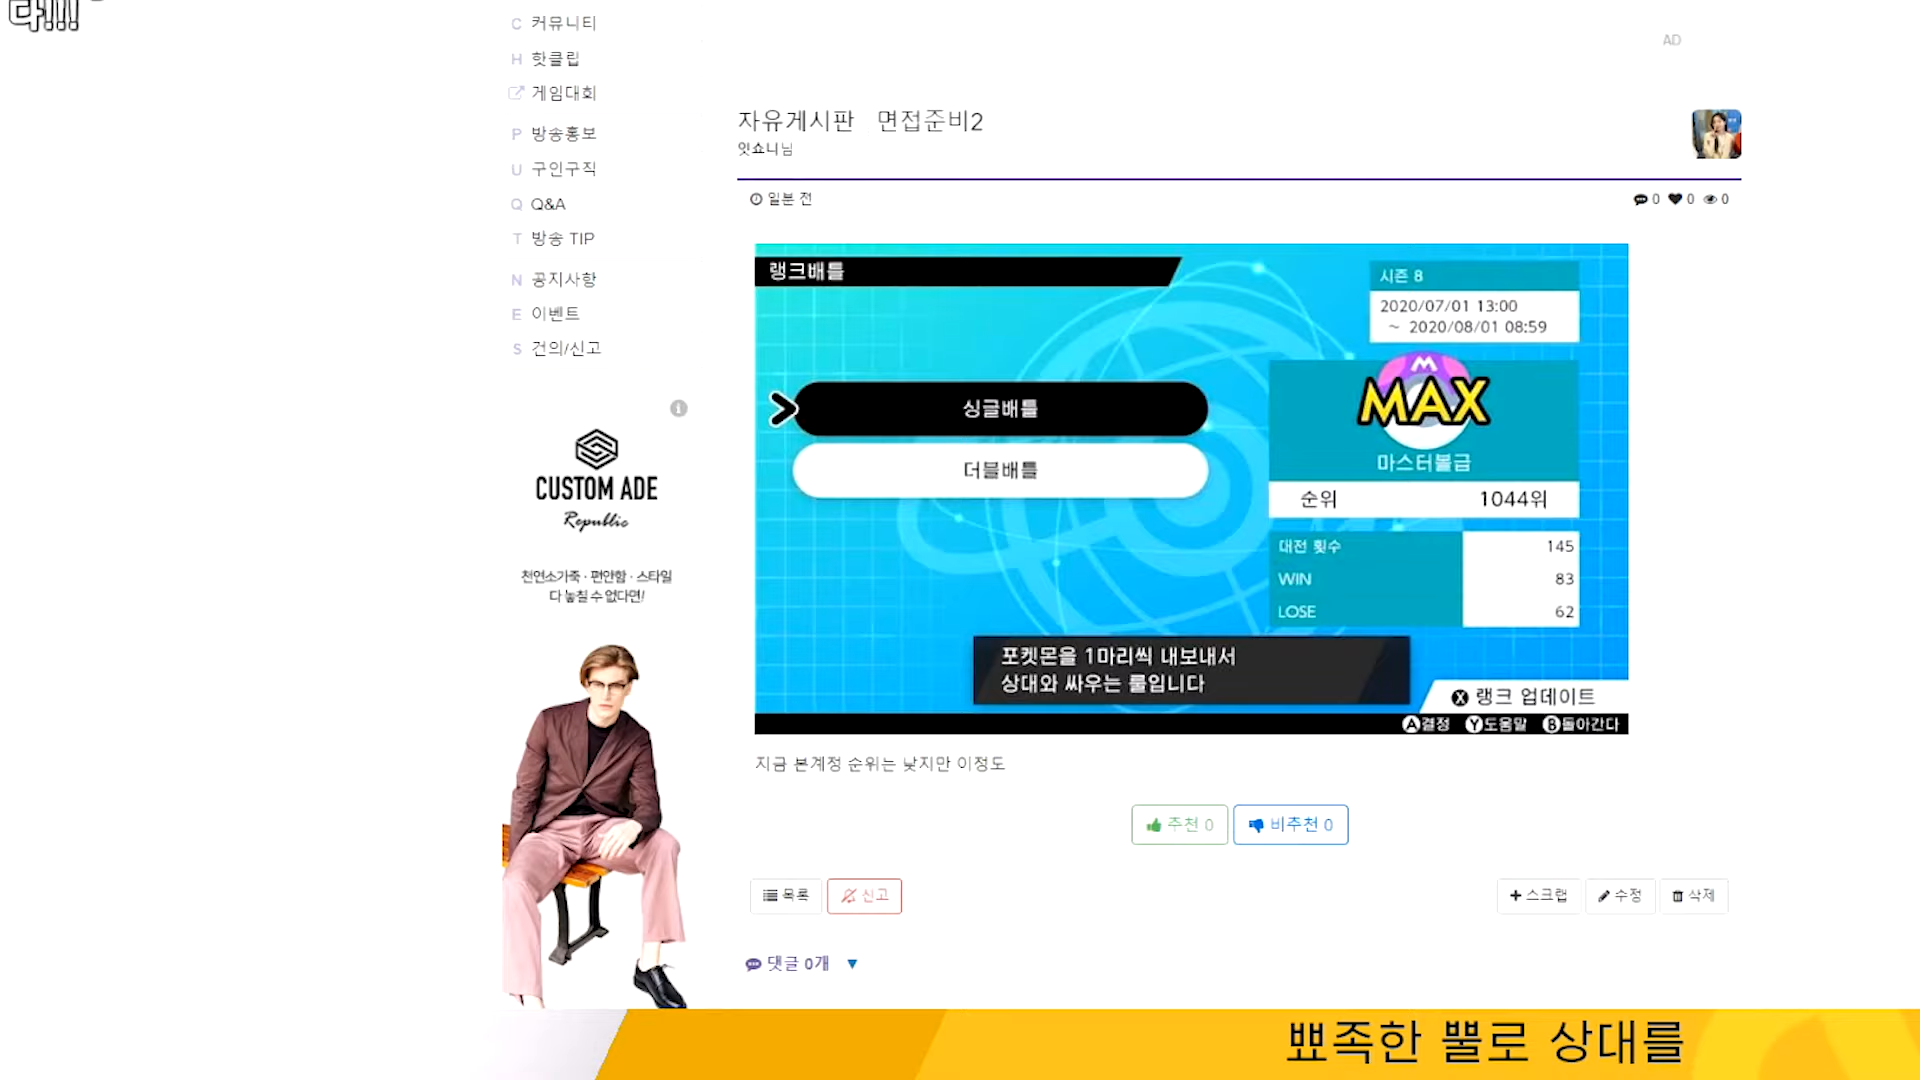 다!!!
C 커뮤니티
H 핫클립
게임대회
P 방송홍보
U 구인구직
Q Q&A
T 방송 TIP
N 공지사항
E 이벤트
S 건의/신고
CUSTOM ADE
Republic
천연소가죽 · 편안함 · 스타일
다 놓칠 수 없다면!
AD
자유게시판 면접준비2
잇쇼니님
일분 전
0 0 0
랭크배틀
시즌 8
2020/07/01 13:00
~ 2020/08/01 08:59
싱글배틀
더블배틀
M
MAX
마스터볼급
순위 1044위
대전 횟수 145
WIN 83
LOSE 62
포켓몬을 1마리씩 내보내서
상대와 싸우는 룰입니다
X 랭크 업데이트
A 결정 Y 도움말 B 돌아간다
지금 본계정 순위는 낮지만 이정도
추천 0 비추천 0
목록 신고 스크랩 수정 삭제
댓글 0개 ▼
뾰족한 뿔로 상대를